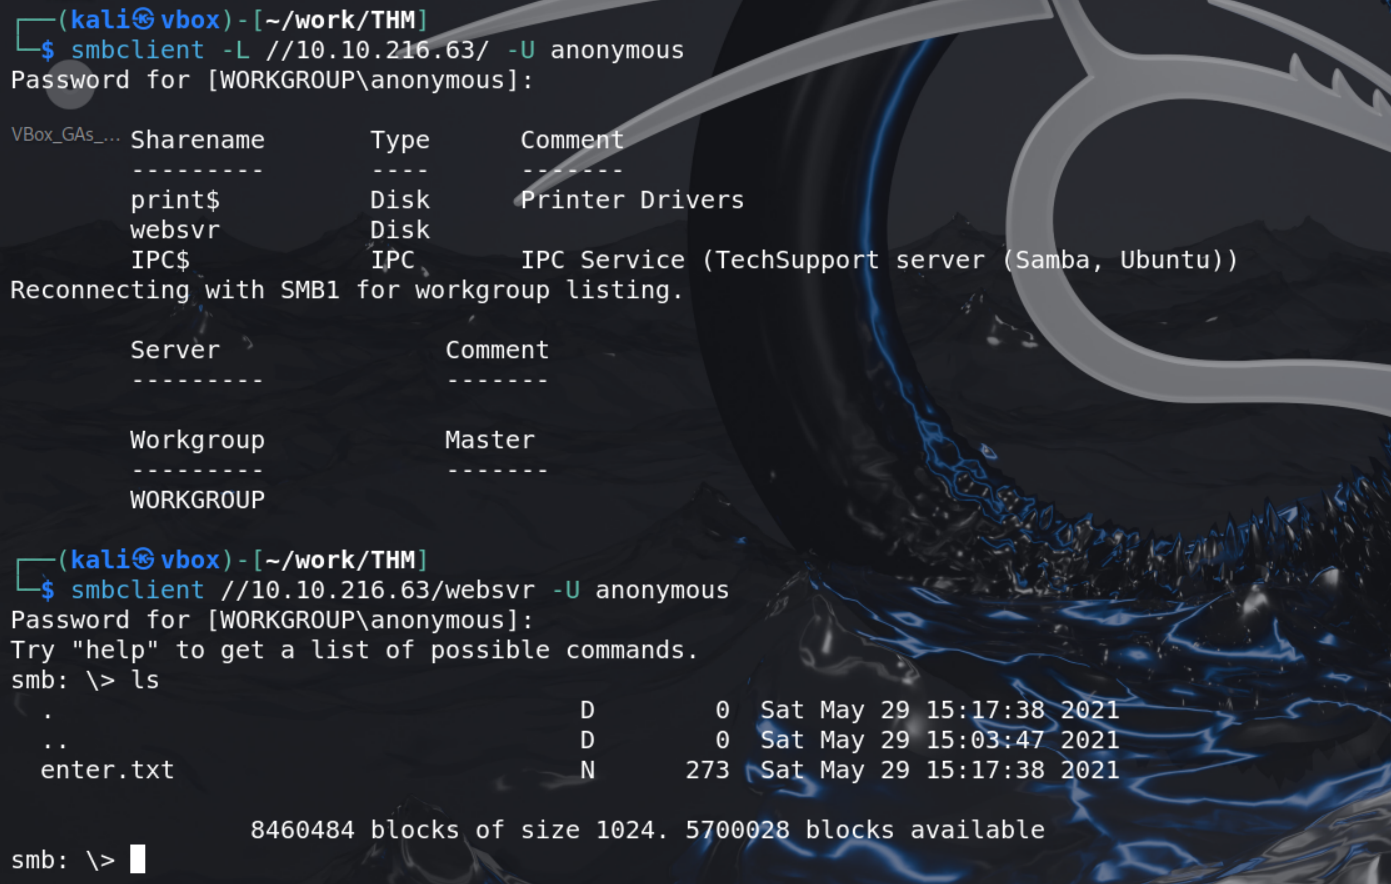 ┌──(kali㉿vbox)-[~/work/THM]
└─$ smbclient -L //10.10.216.63/ -U anonymous
Password for [WORKGROUP\anonymous]:
VBox_GAs_...
        Sharename       Type      Comment
        ---------       ----      -------
        print$          Disk      Printer Drivers
        websvr          Disk
        IPC$            IPC       IPC Service (TechSupport server (Samba, Ubuntu))
Reconnecting with SMB1 for workgroup listing.
        Server               Comment
        ---------            -------
        Workgroup            Master
        ---------            -------
        WORKGROUP
┌──(kali㉿vbox)-[~/work/THM]
└─$ smbclient //10.10.216.63/websvr -U anonymous
Password for [WORKGROUP\anonymous]:
Try "help" to get a list of possible commands.
smb: \> ls
  .                                   D        0  Sat May 29 15:17:38 2021
  ..                                  D        0  Sat May 29 15:03:47 2021
  enter.txt                           N      273  Sat May 29 15:17:38 2021
                8460484 blocks of size 1024. 5700028 blocks available
smb: \>